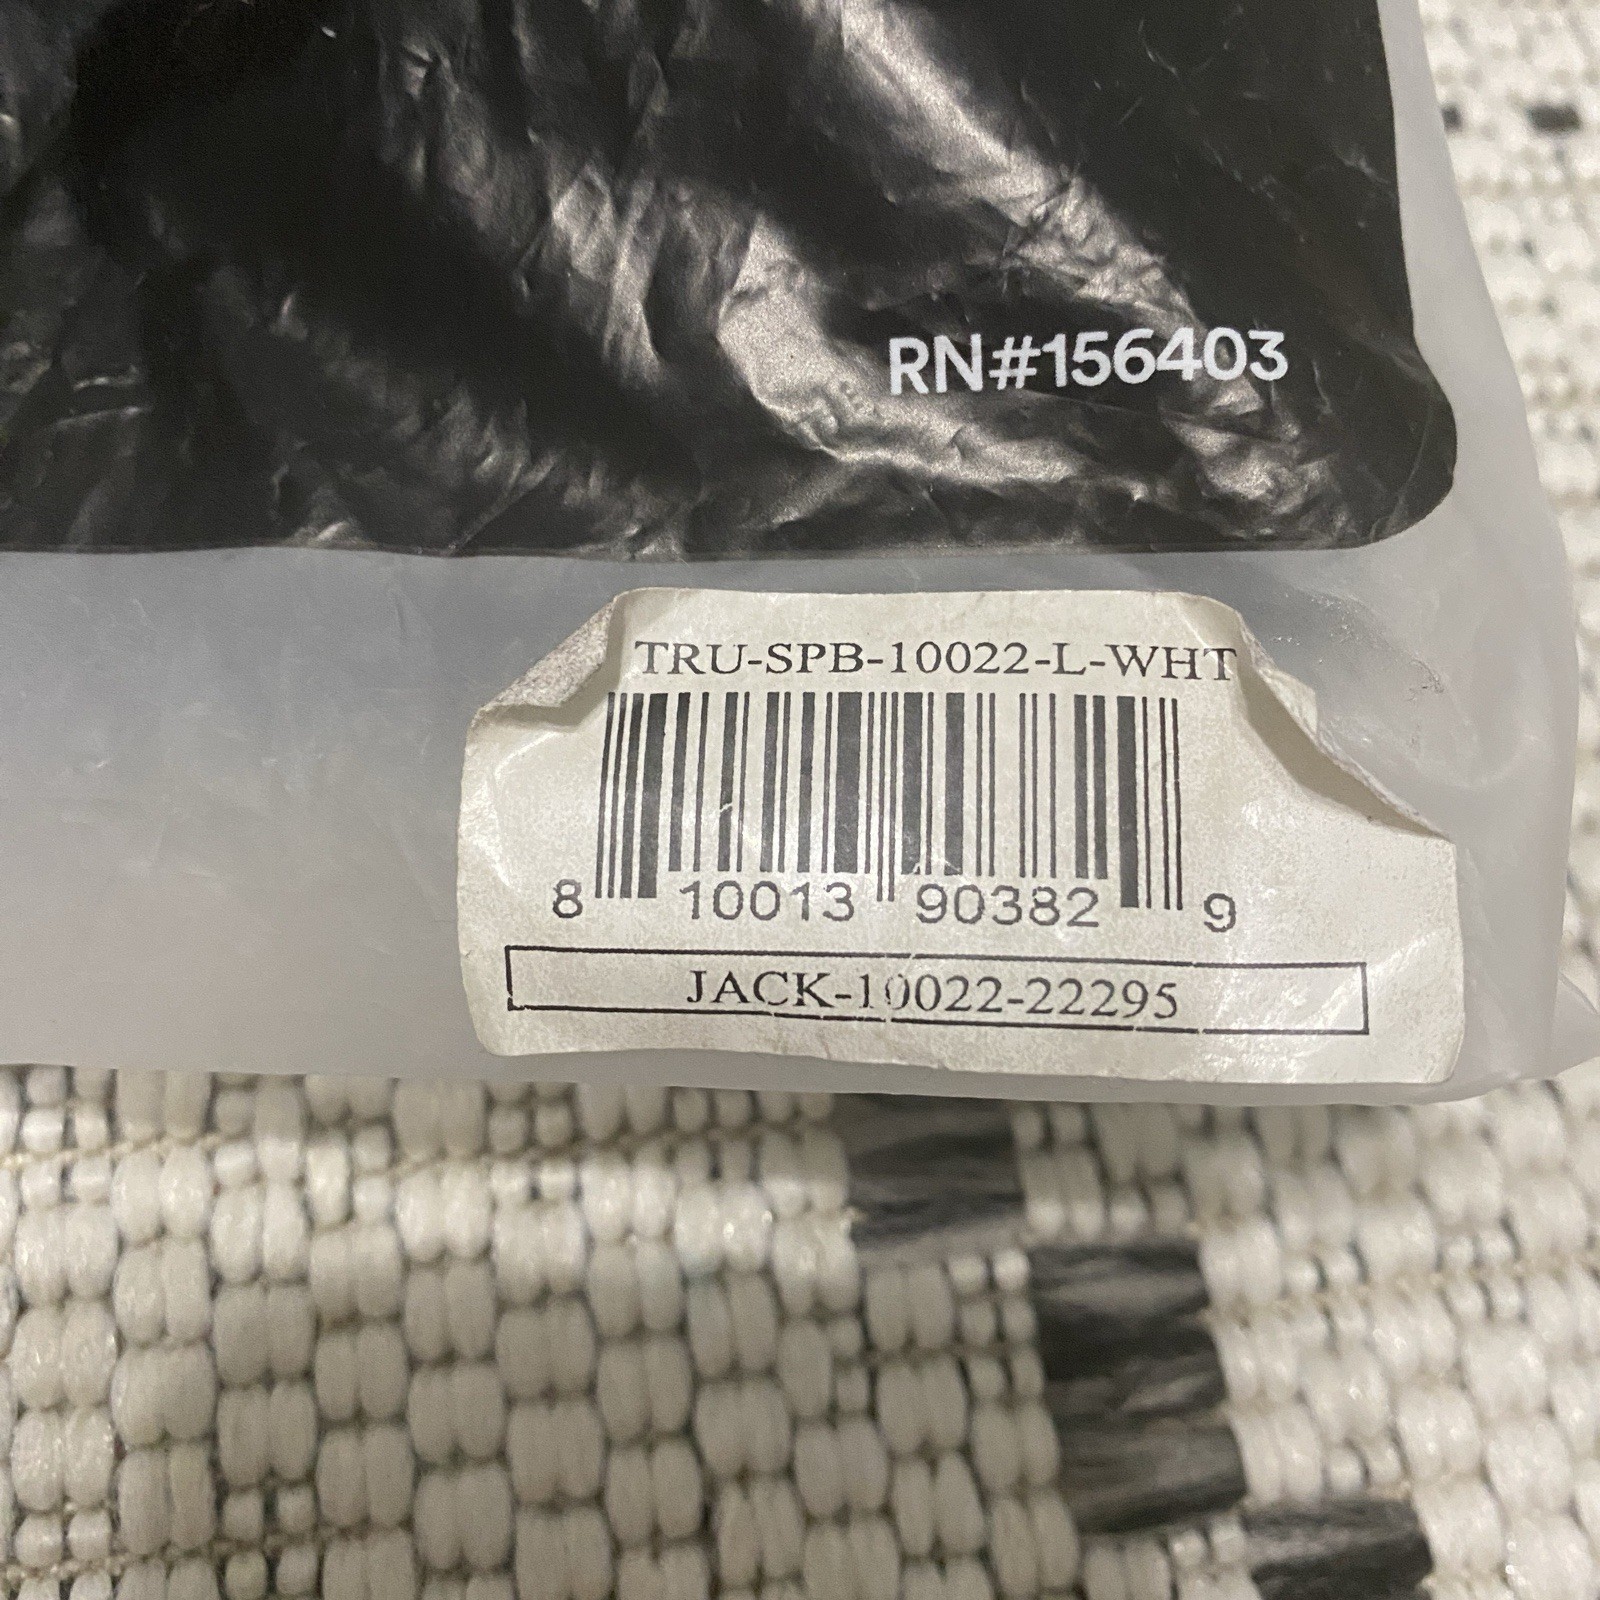 RN#156403
TRU-SPB-10022-L-WHT
8 10013 90382 9
JACK-10022-22295